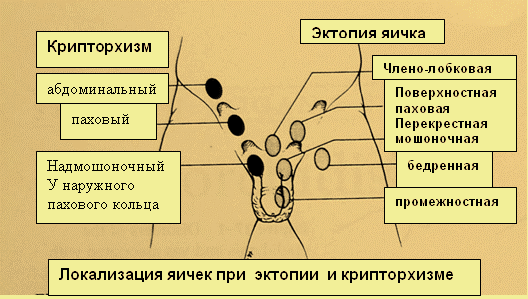 Крипторхизм
абдоминальный
паховый
Надмошоночный
У наружного
пахового кольца
Эктопия яичка
Члено-лобковая
Поверхностная
паховая
Перекрестная
мошоночная
бедренная
промежностная
Локализация яичек при эктопии и крипторхизме